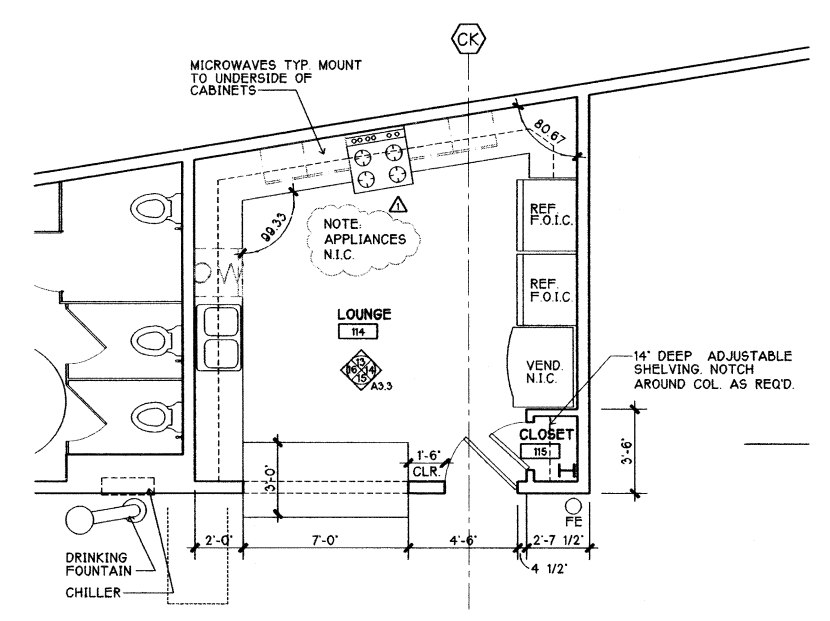 CK
MICROWAVES TYP. MOUNT
TO UNDERSIDE OF
CABINETS
80.67
99.33
1
NOTE:
APPLIANCES
N.I.C.
REF.
F.O.I.C.
REF.
F.O.I.C.
LOUNGE
114
13
16 14
15
A3.3
VEND.
N.I.C.
14" DEEP ADJUSTABLE
SHELVING. NOTCH
AROUND COL. AS REQ'D.
CLOSET
115
1'-6"
CLR.
3'-0"
3'-6"
FE
2'-0"
7'-0"
4'-6"
2'-7 1/2"
4 1/2"
DRINKING
FOUNTAIN
CHILLER